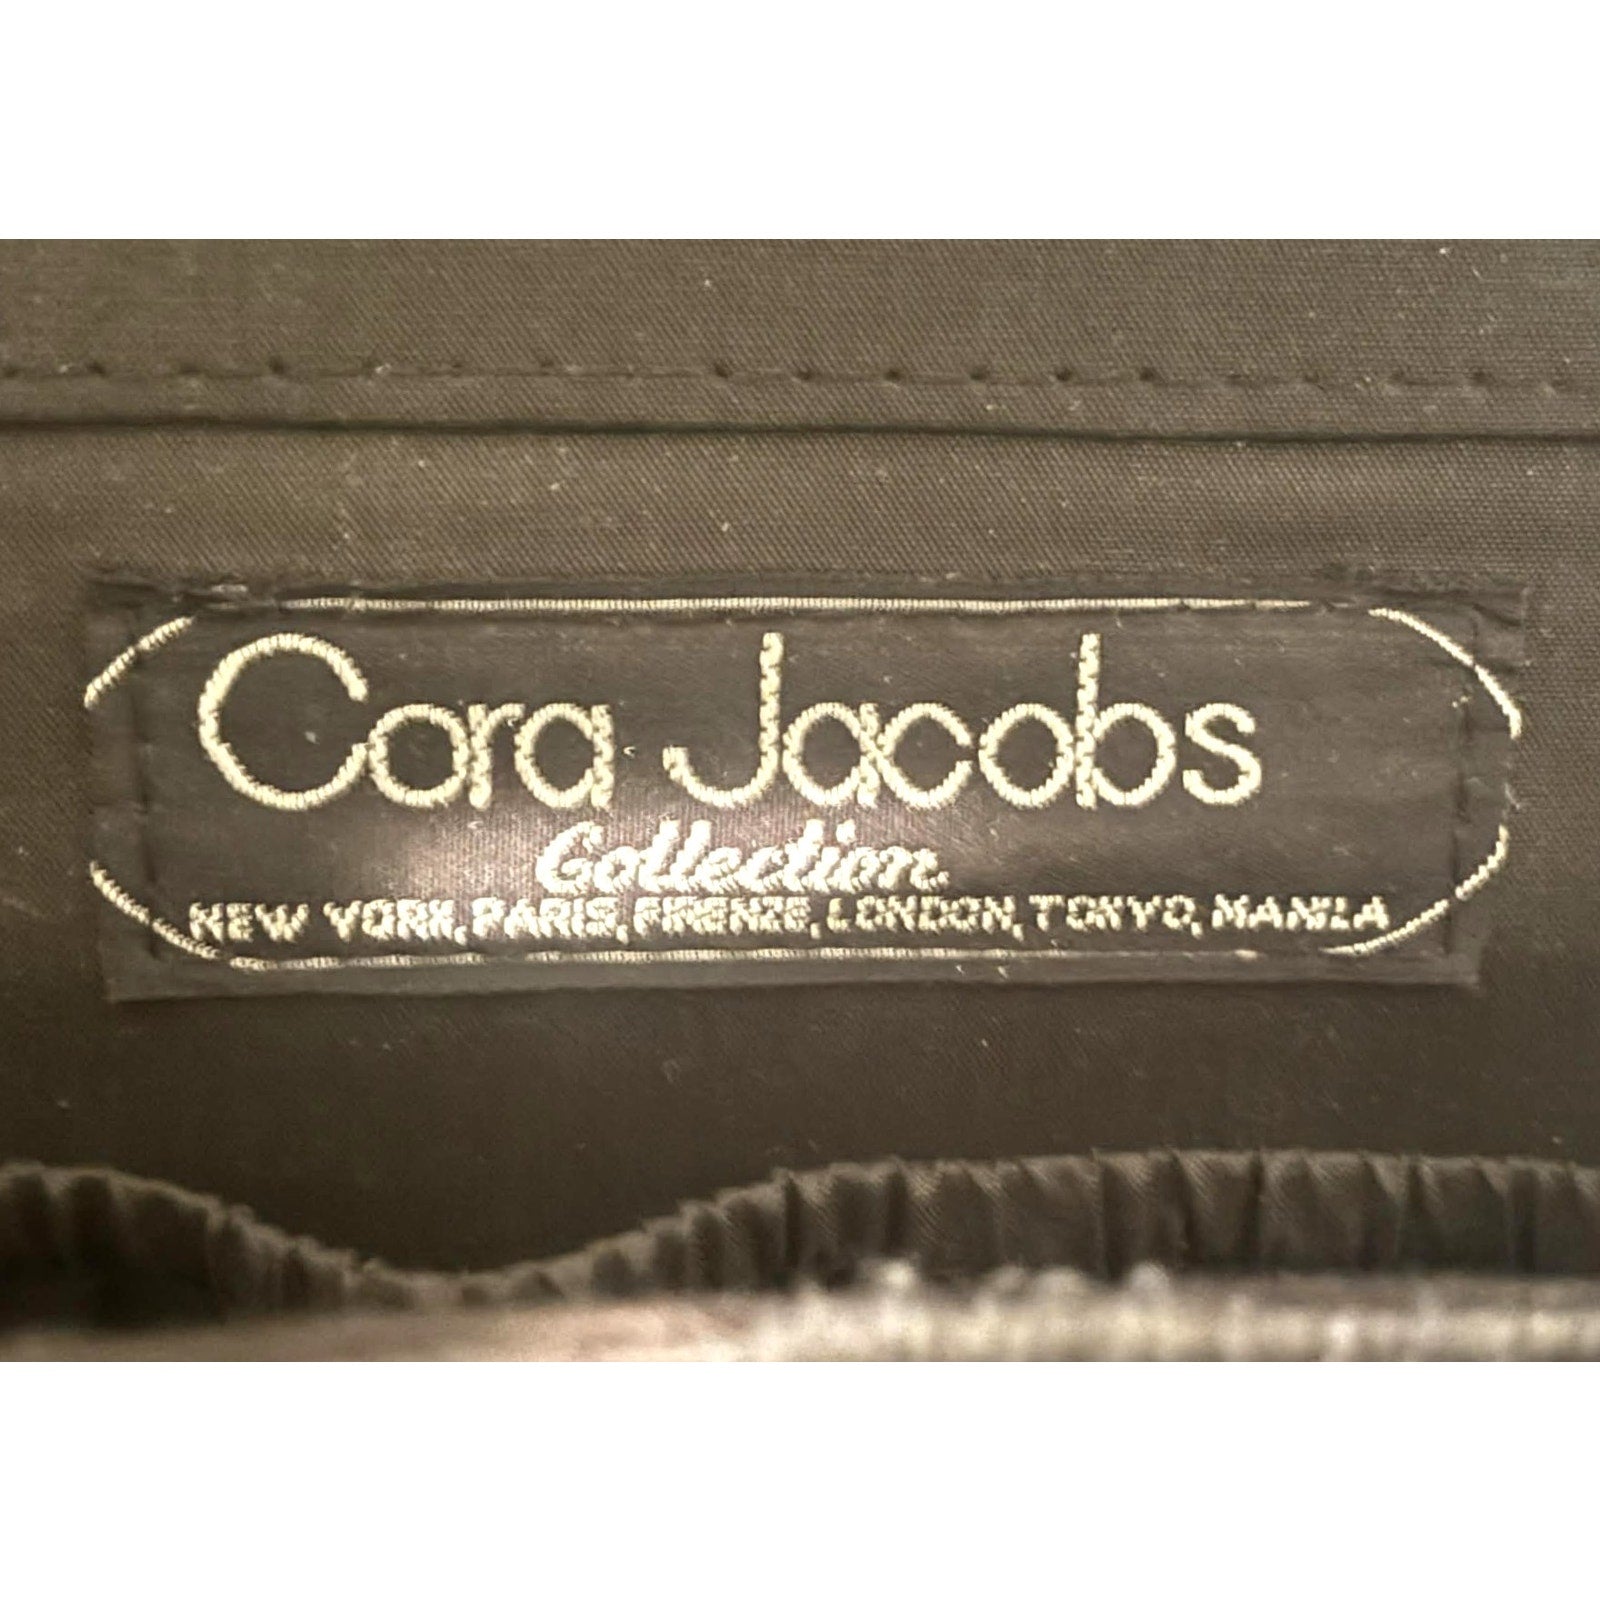 Cora Jacobs
Collection
NEW YORK, PARIS, FIRENZE, LONDON, TOKYO, MANILA